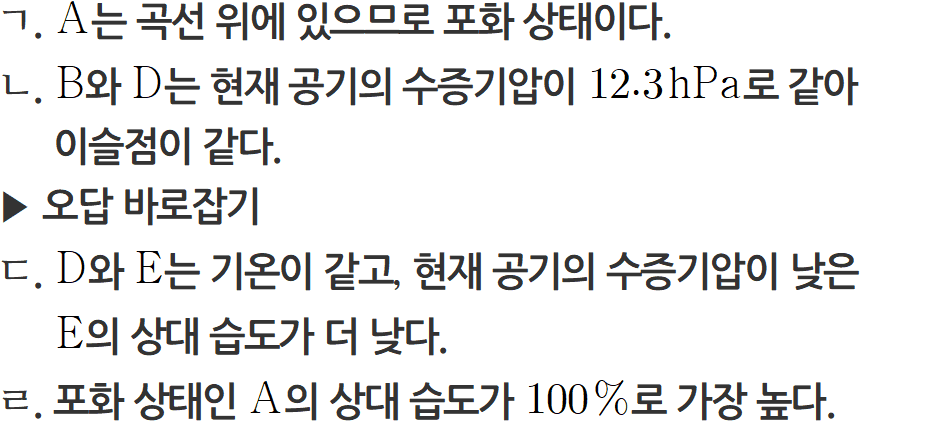 ㄱ. A는 곡선 위에 있으므로 포화 상태이다.
ㄴ. B와 D는 현재 공기의 수증기압이 12.3hPa로 같아
이슬점이 같다.
▶ 오답 바로잡기
ㄷ. D와 E는 기온이 같고, 현재 공기의 수증기압이 낮은
E의 상대 습도가 더 낮다.
ㄹ. 포화 상태인 A의 상대 습도가 100%로 가장 높다.